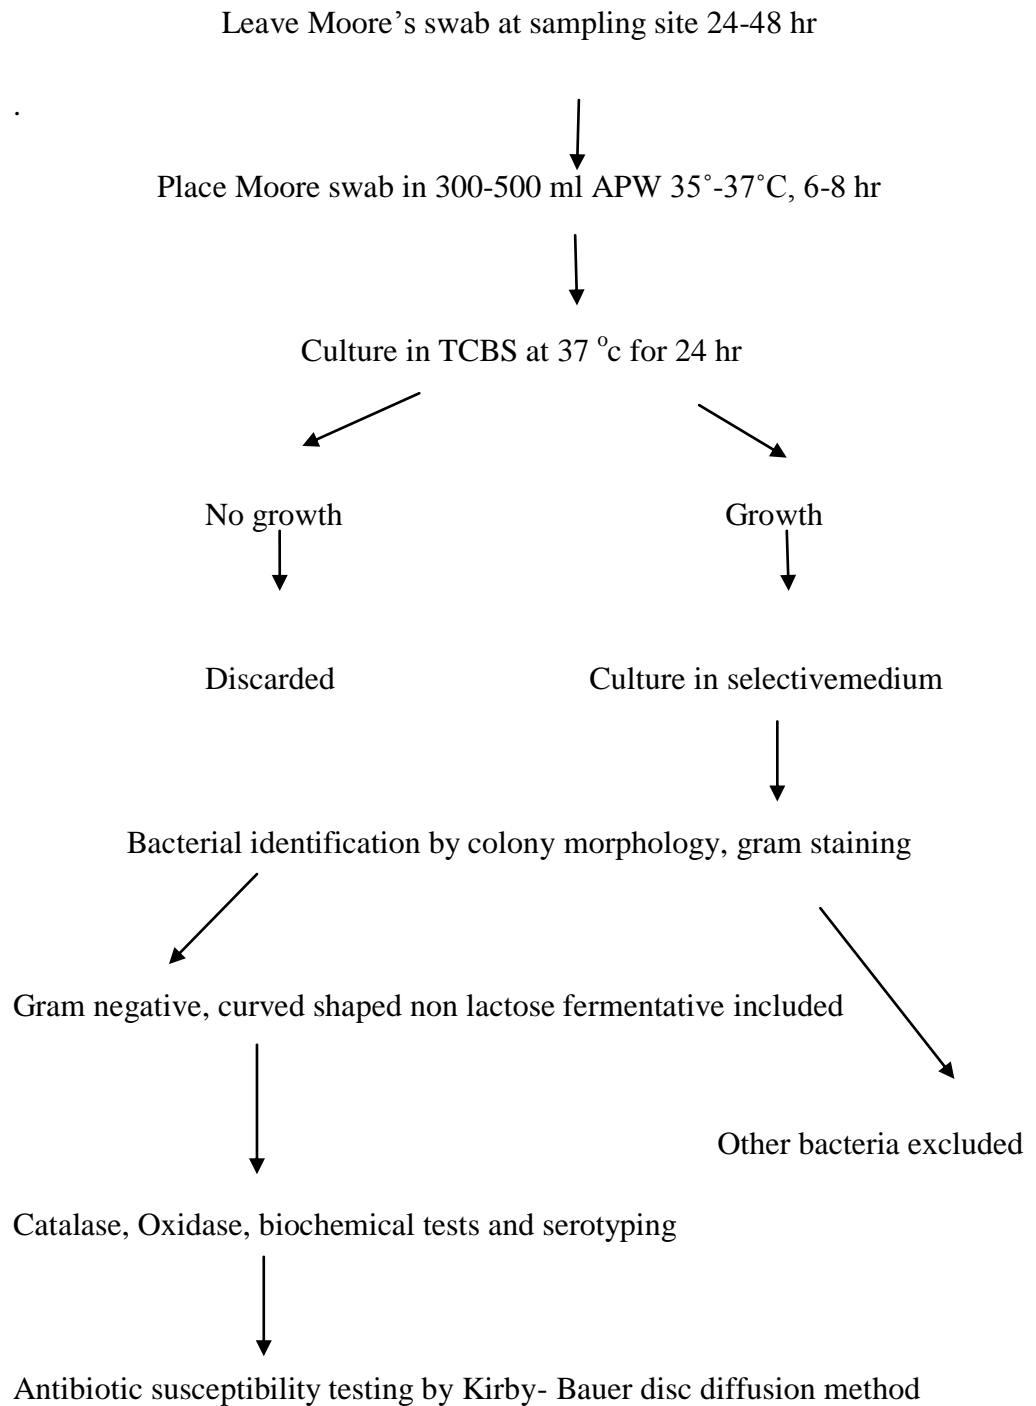 Leave Moore’s swab at sampling site 24-48 hr
.
Place Moore swab in 300-500 ml APW 35˚-37˚C, 6-8 hr
Culture in TCBS at 37 ᵒc for 24 hr
No growth
Growth
Discarded
Culture in selectivemedium
Bacterial identification by colony morphology, gram staining
Gram negative, curved shaped non lactose fermentative included
Other bacteria excluded
Catalase, Oxidase, biochemical tests and serotyping
Antibiotic susceptibility testing by Kirby- Bauer disc diffusion method